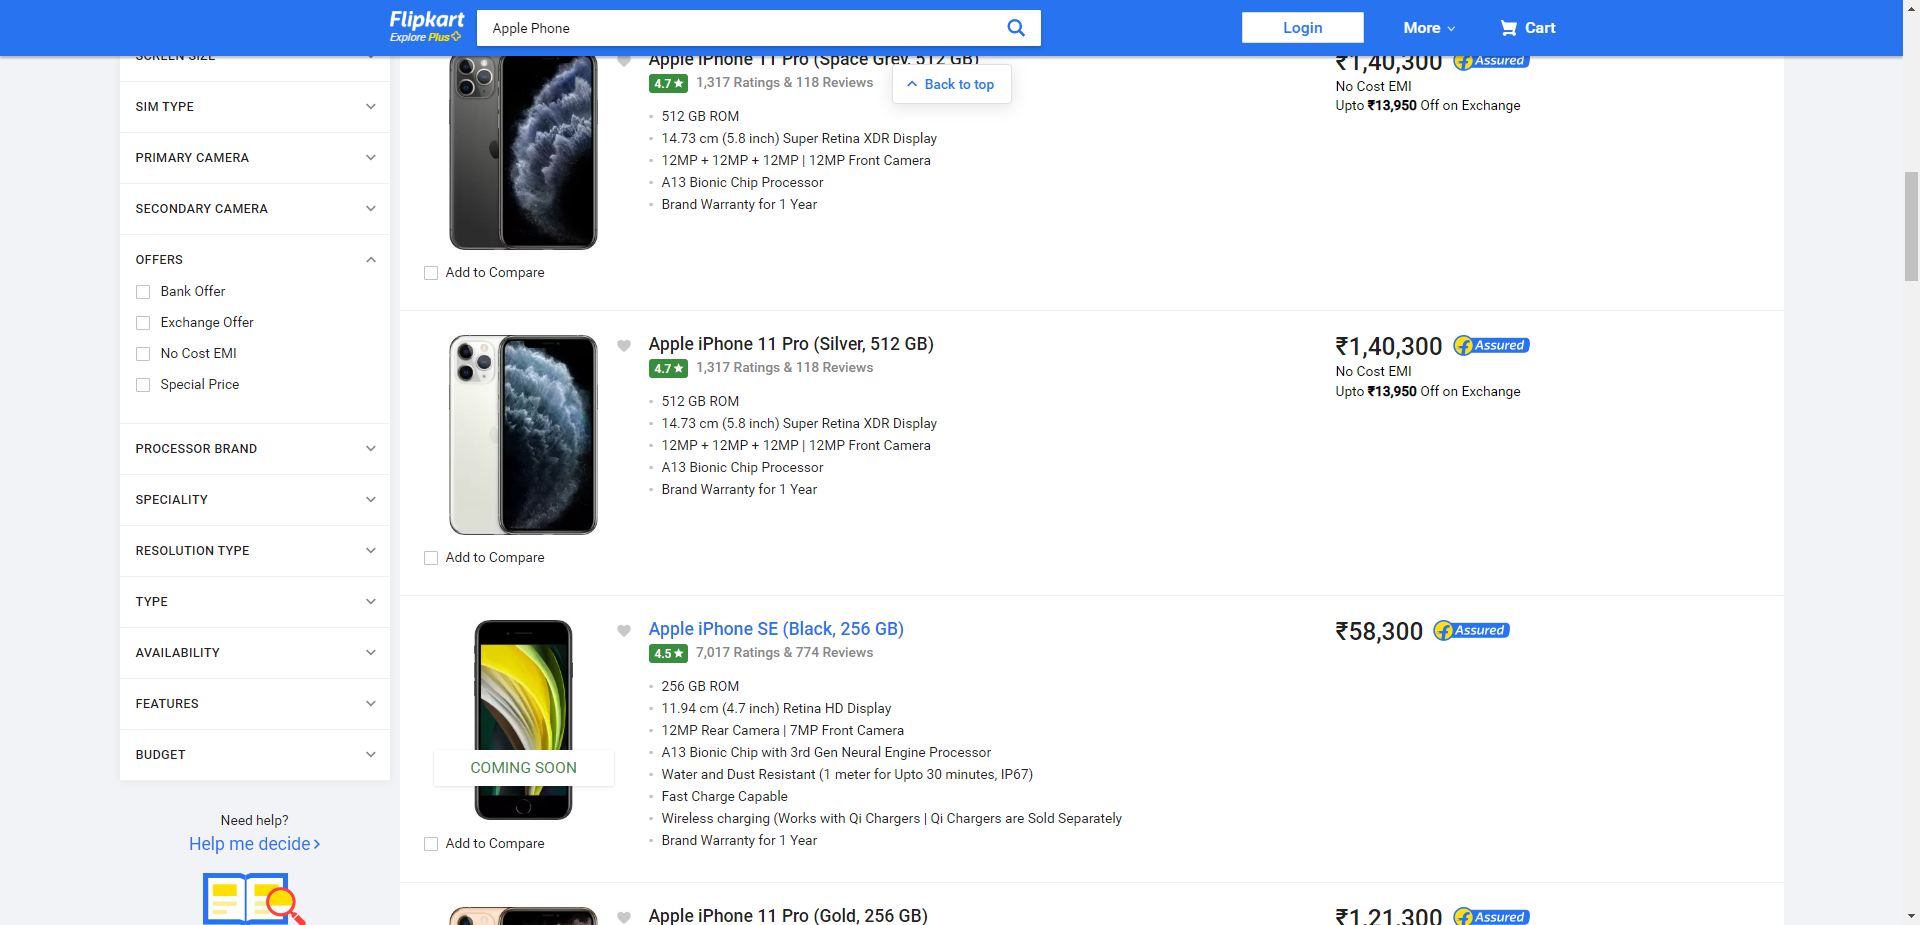 Flipkart
Explore Plus
Apple Phone
Login
More
Cart
SCREEN SIZE
SIM TYPE
PRIMARY CAMERA
SECONDARY CAMERA
OFFERS
Bank Offer
Exchange Offer
No Cost EMI
Special Price
PROCESSOR BRAND
SPECIALITY
RESOLUTION TYPE
TYPE
AVAILABILITY
FEATURES
BUDGET
Need help?
Help me decide
Back to top
Apple iPhone 11 Pro (Space Grey, 512 GB)
4.7★ 1,317 Ratings & 118 Reviews
512 GB ROM
14.73 cm (5.8 inch) Super Retina XDR Display
12MP + 12MP + 12MP | 12MP Front Camera
A13 Bionic Chip Processor
Brand Warranty for 1 Year
₹1,40,300 Assured
No Cost EMI
Upto ₹13,950 Off on Exchange
Add to Compare
Apple iPhone 11 Pro (Silver, 512 GB)
4.7★ 1,317 Ratings & 118 Reviews
512 GB ROM
14.73 cm (5.8 inch) Super Retina XDR Display
12MP + 12MP + 12MP | 12MP Front Camera
A13 Bionic Chip Processor
Brand Warranty for 1 Year
₹1,40,300 Assured
No Cost EMI
Upto ₹13,950 Off on Exchange
Add to Compare
Apple iPhone SE (Black, 256 GB)
4.5★ 7,017 Ratings & 774 Reviews
256 GB ROM
11.94 cm (4.7 inch) Retina HD Display
12MP Rear Camera | 7MP Front Camera
A13 Bionic Chip with 3rd Gen Neural Engine Processor
Water and Dust Resistant (1 meter for Upto 30 minutes, IP67)
Fast Charge Capable
Wireless charging (Works with Qi Chargers | Qi Chargers are Sold Separately
Brand Warranty for 1 Year
₹58,300 Assured
COMING SOON
Add to Compare
Apple iPhone 11 Pro (Gold, 256 GB)
₹1,21,300 Assured